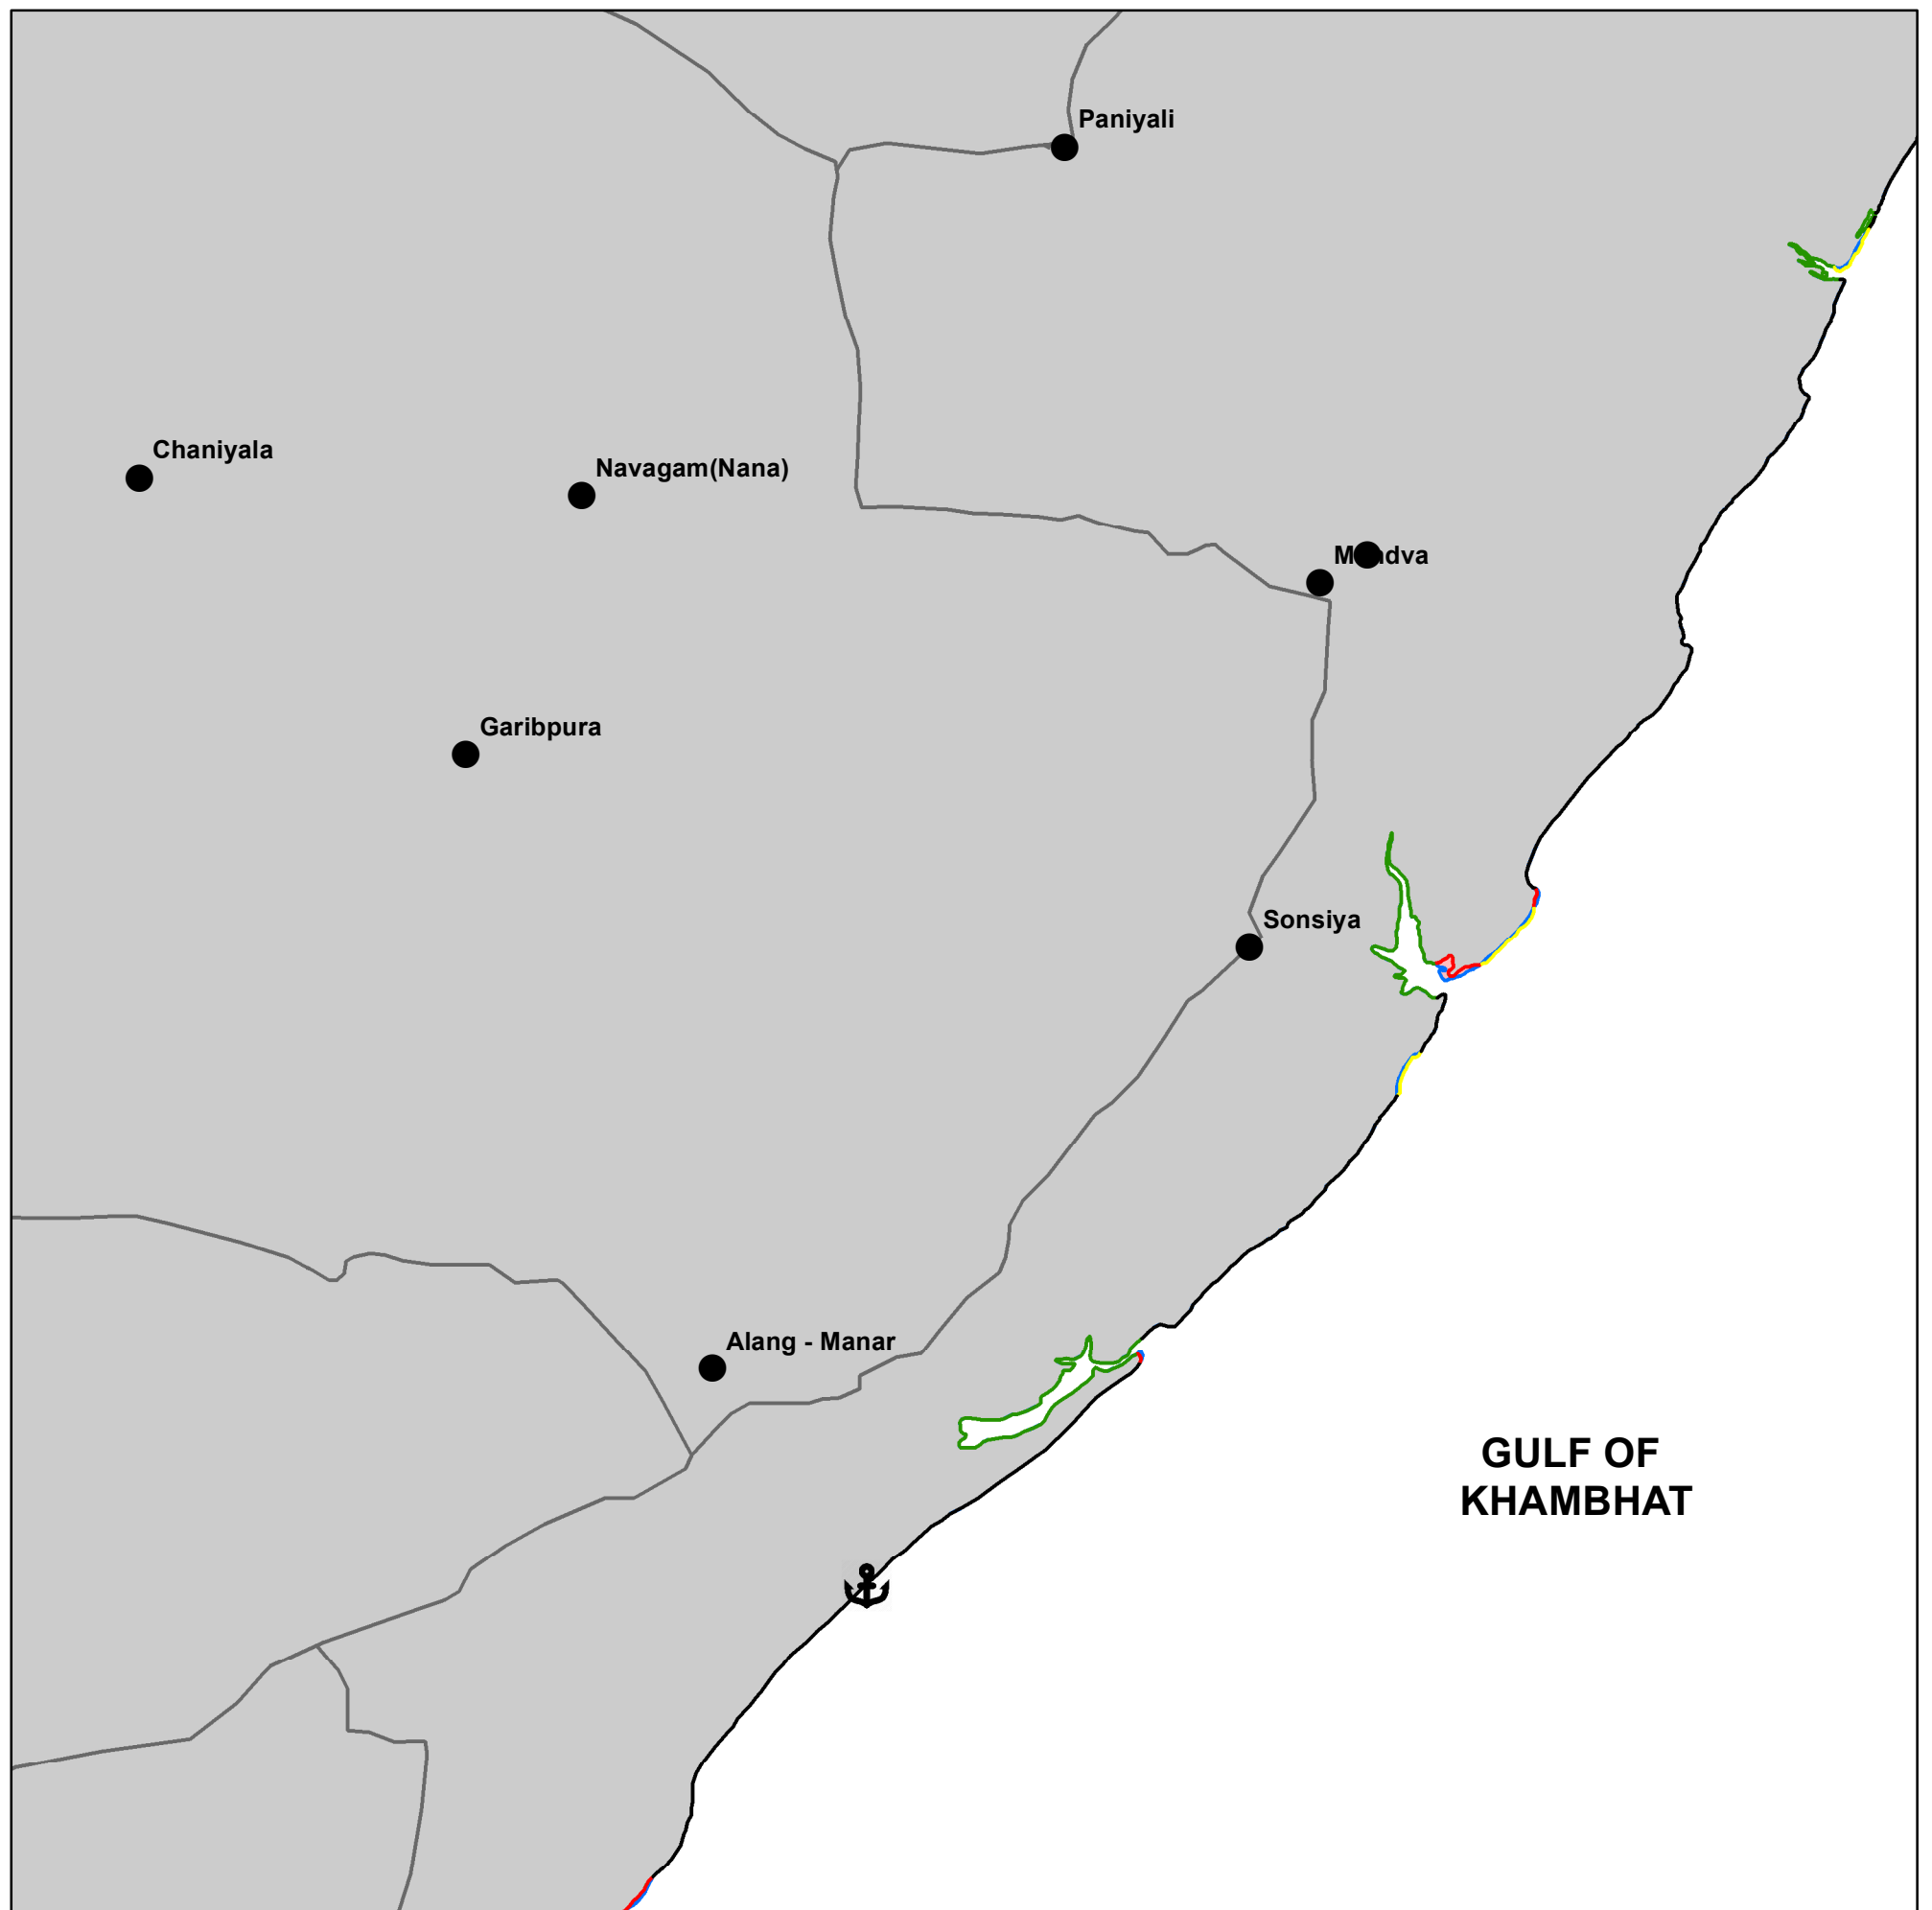 Paniyali
Chaniyala
Navagam(Nana)
Garibpura
Sonsiya
Alang - Manar
GULF OF
KHAMBHAT